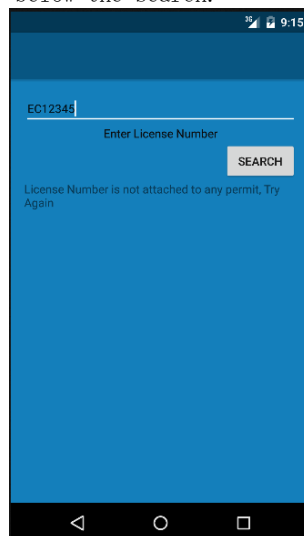 below the search.
3G 9:15
EC12345
Enter License Number
SEARCH
License Number is not attached to any permit, Try
Again